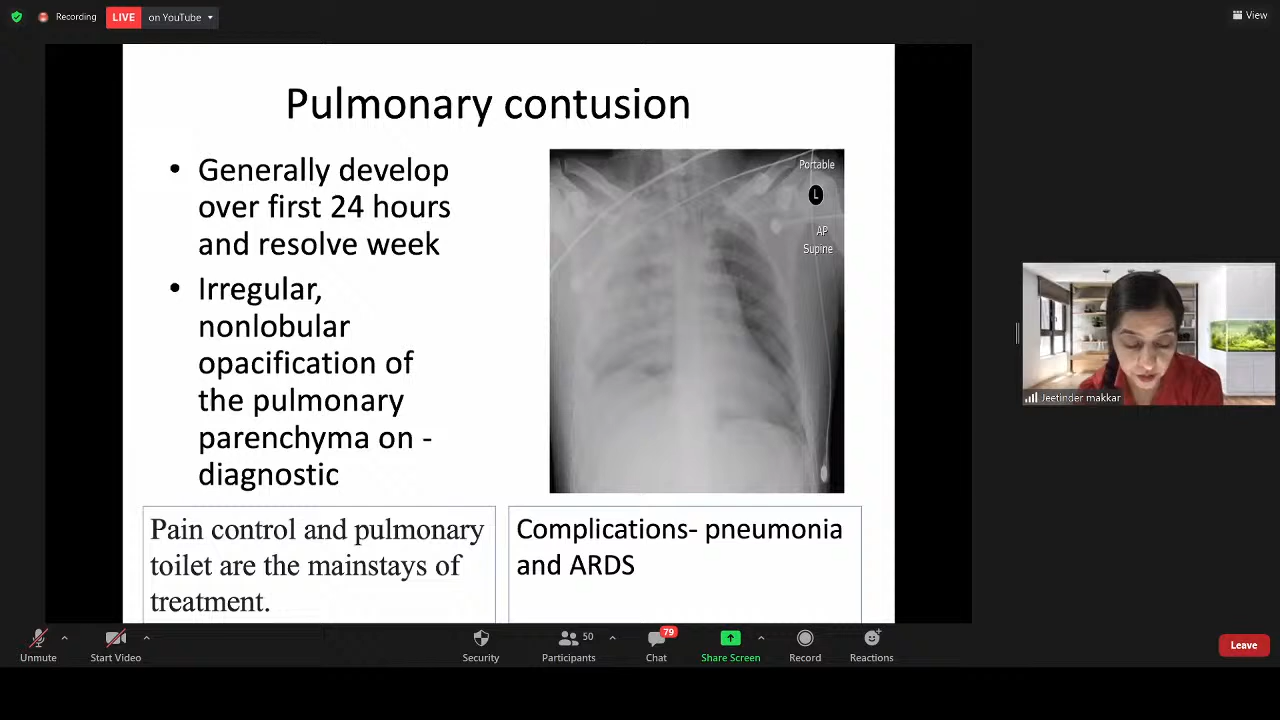 Recording
LIVE on YouTube
View
Pulmonary contusion
• Generally develop
over first 24 hours
and resolve week
• Irregular,
nonlobular
opacification of
the pulmonary
parenchyma on -
diagnostic
Portable
L
AP
Supine
Pain control and pulmonary
toilet are the mainstays of
treatment.
Complications- pneumonia
and ARDS
Jeetinder makkar
Unmute
Start Video
Security
50
Participants
79
Chat
Share Screen
Record
Reactions
Leave